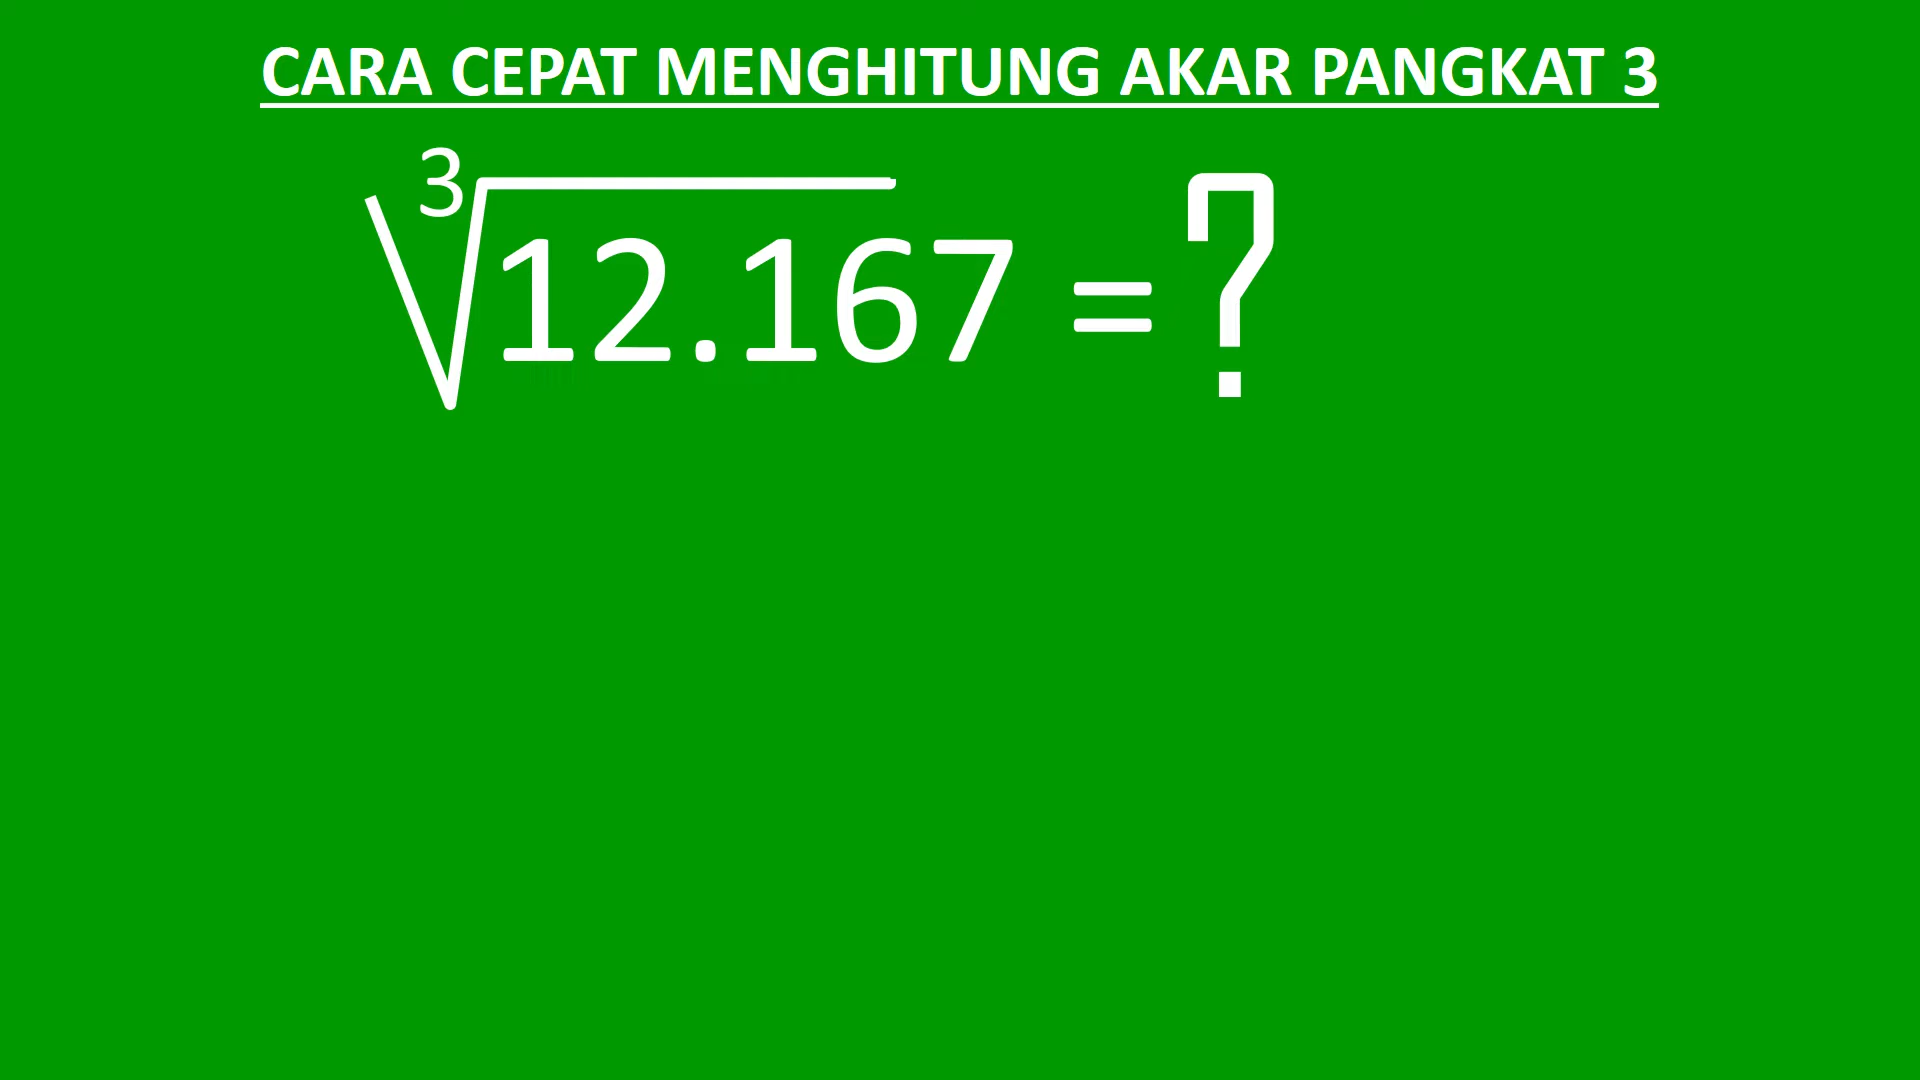 CARA CEPAT MENGHITUNG AKAR PANGKAT 3
∛12.167 = ?